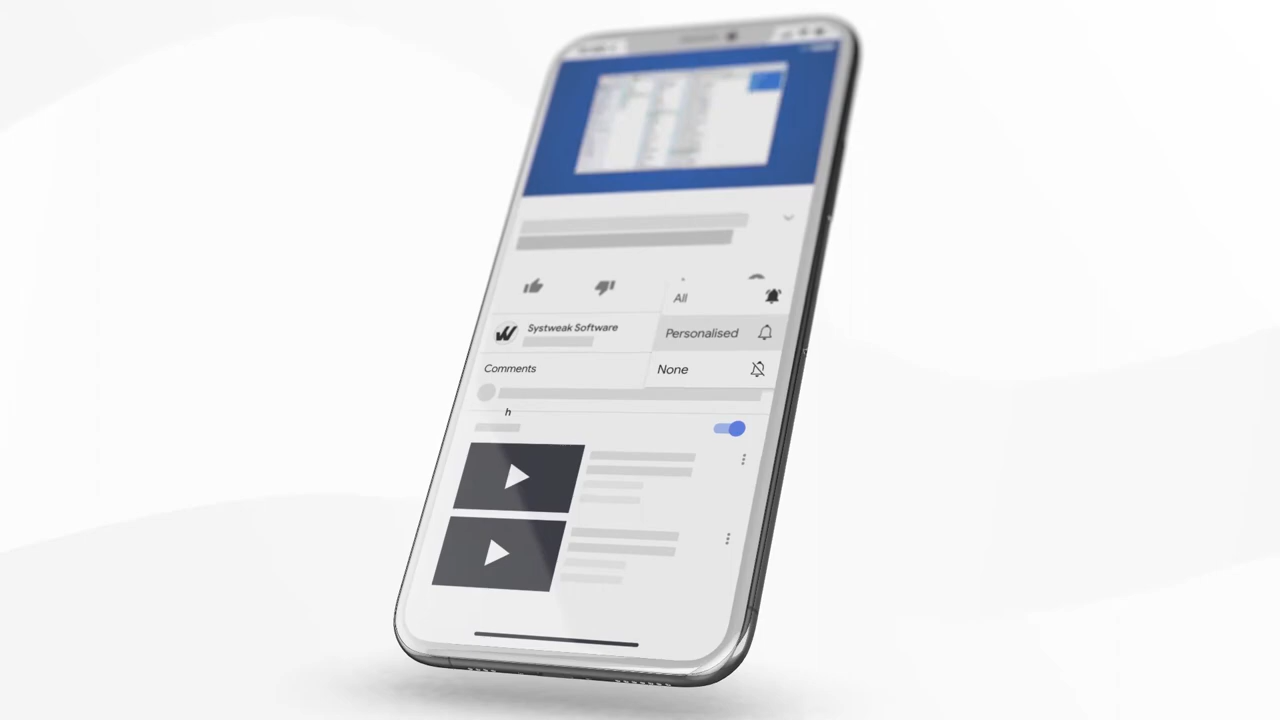 All
Systweak Software
Personalised
Comments
None
h